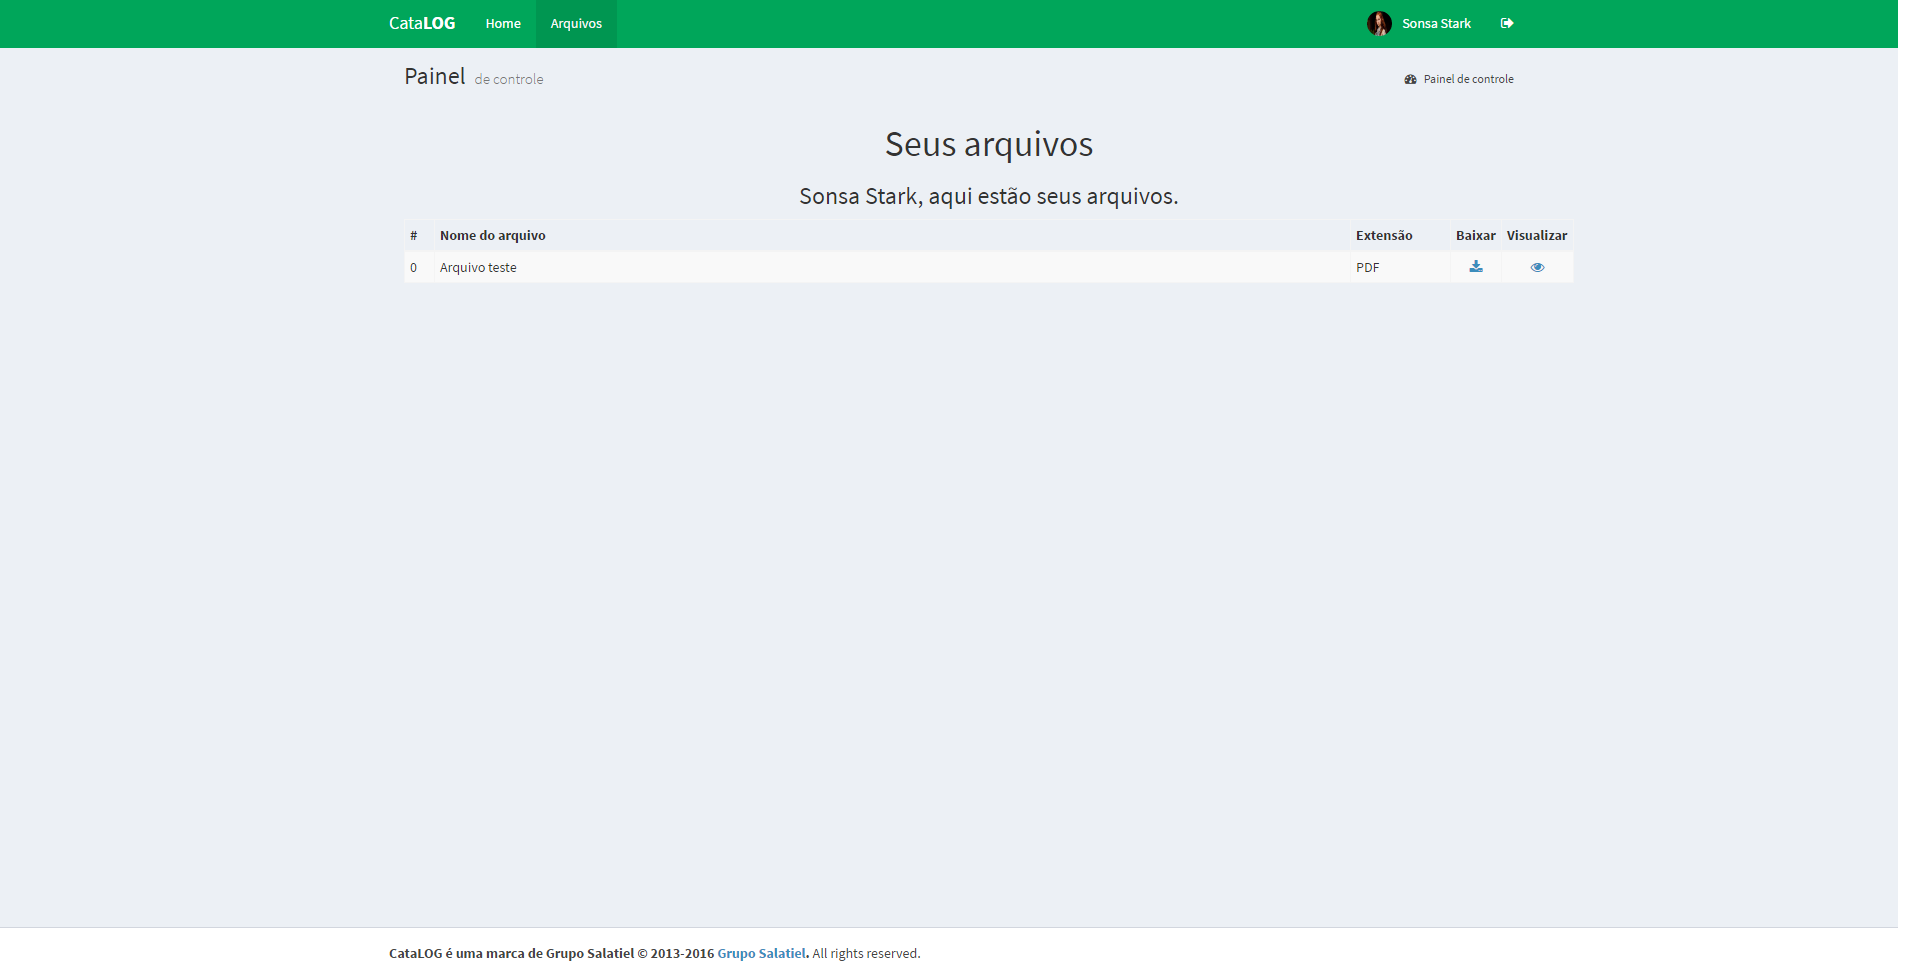 CataLOG Home Arquivos Sonsa Stark
Painel de controle Painel de controle
Seus arquivos
Sonsa Stark, aqui estão seus arquivos.
# Nome do arquivo Extensão Baixar Visualizar
0 Arquivo teste PDF
CataLOG é uma marca de Grupo Salatiel © 2013-2016 Grupo Salatiel. All rights reserved.